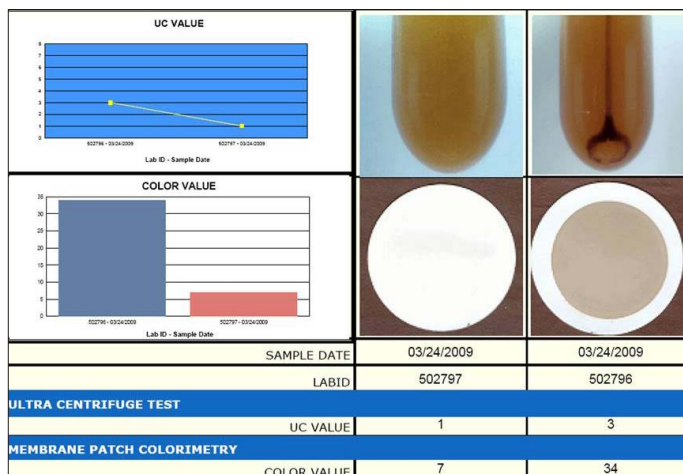 UC VALUE
8
7
6
5
4
3
2
1
0
502796 - 03/24/2009 502797 - 03/24/2009
Lab ID - Sample Date
COLOR VALUE
35
30
25
20
15
10
5
0
502796 - 03/24/2009 502797 - 03/24/2009
Lab ID - Sample Date
SAMPLE DATE 03/24/2009 03/24/2009
LABID 502797 502796
ULTRA CENTRIFUGE TEST
UC VALUE 1 3
MEMBRANE PATCH COLORIMETRY
COLOR VALUE 7 34